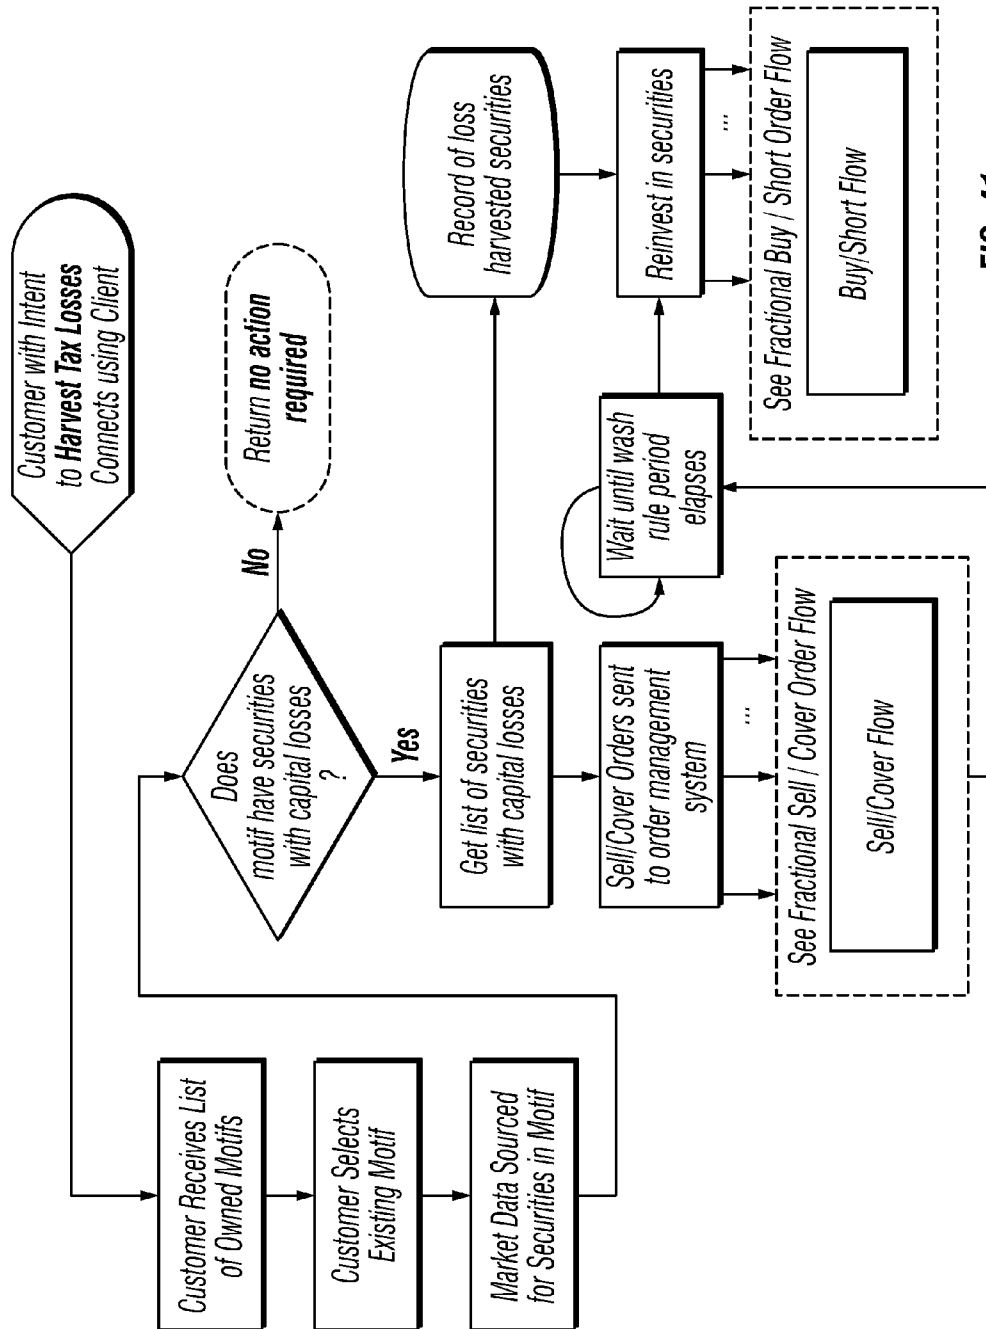 Customer with Intent
to Harvest Tax Losses
Connects using Client
Customer Receives List
of Owned Motifs
Customer Selects
Existing Motif
Market Data Sourced
for Securities in Motif
Does
motif have securities
with capital losses
?
No
Return no action
required
Yes
Get list of securities
with capital losses
Record of loss
harvested securities
Sell/Cover Orders sent
to order management
system
...
See Fractional Sell / Cover Order Flow
Sell/Cover Flow
Wait until wash
rule period
elapses
Reinvest in securities
...
See Fractional Buy / Short Order Flow
Buy/Short Flow